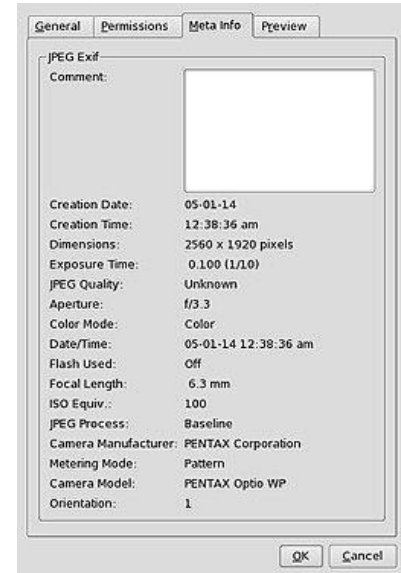 General Permissions Meta Info Preview
JPEG Exif
Comment:
Creation Date: 05-01-14
Creation Time: 12:38:36 am
Dimensions: 2560 x 1920 pixels
Exposure Time: 0.100 (1/10)
JPEG Quality: Unknown
Aperture: f/3.3
Color Mode: Color
Date/Time: 05-01-14 12:38:36 am
Flash Used: Off
Focal Length: 6.3 mm
ISO Equiv.: 100
JPEG Process: Baseline
Camera Manufacturer: PENTAX Corporation
Metering Mode: Pattern
Camera Model: PENTAX Optio WP
Orientation: 1
OK Cancel